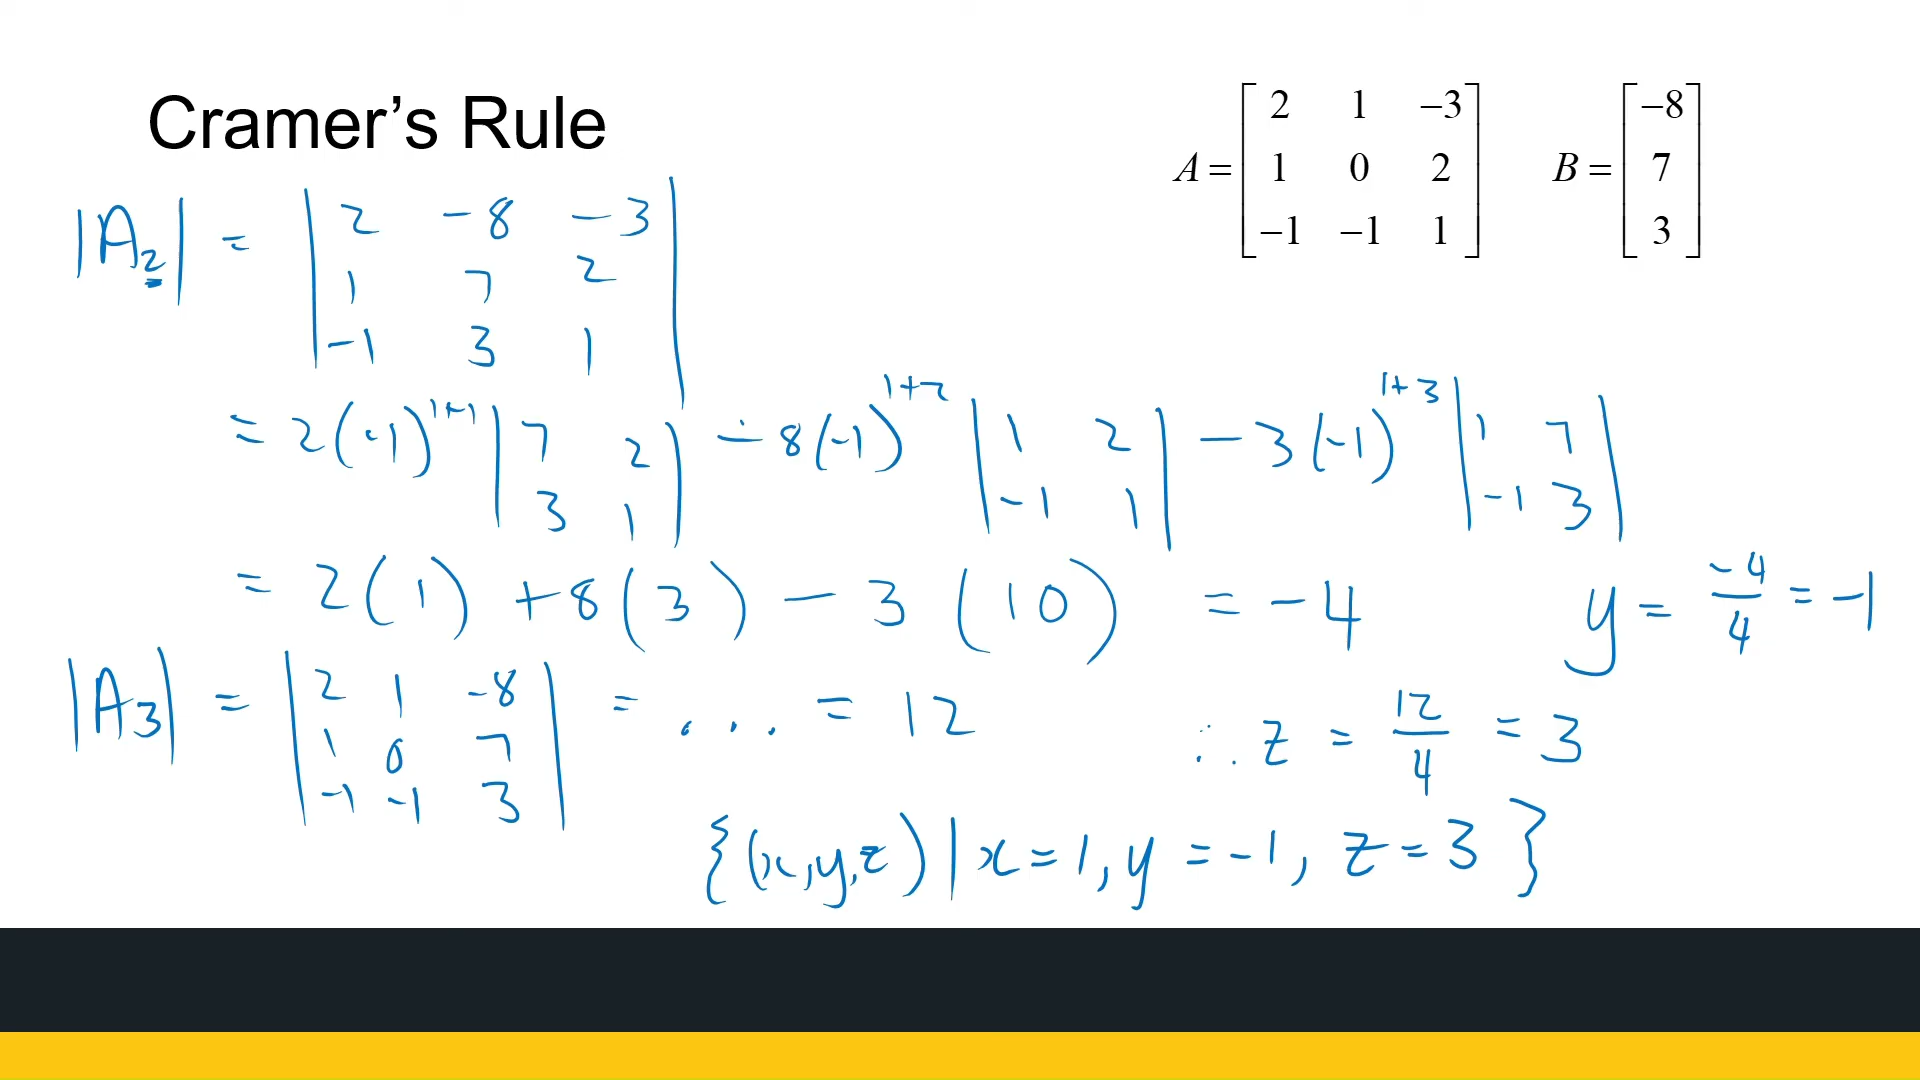 Cramer's Rule
A = [ 2 1 −3
1 0 2
−1 −1 1 ]
B = [ −8
7
3 ]
|A₂| = | 2 -8 -3
1 7 2
-1 3 1 |
= 2(-1)^(1+1) | 7 2
3 1 | - 8(-1)^(1+2) | 1 2
-1 1 | - 3(-1)^(1+3) | 1 7
-1 3 |
= 2(1) + 8(3) - 3(10) = -4
y = -4/4 = -1
|A₃| = | 2 1 -8
1 0 7
-1 -1 3 | = ... = 12
∴ z = 12/4 = 3
{(x,y,z) | x=1, y=-1, z=3}